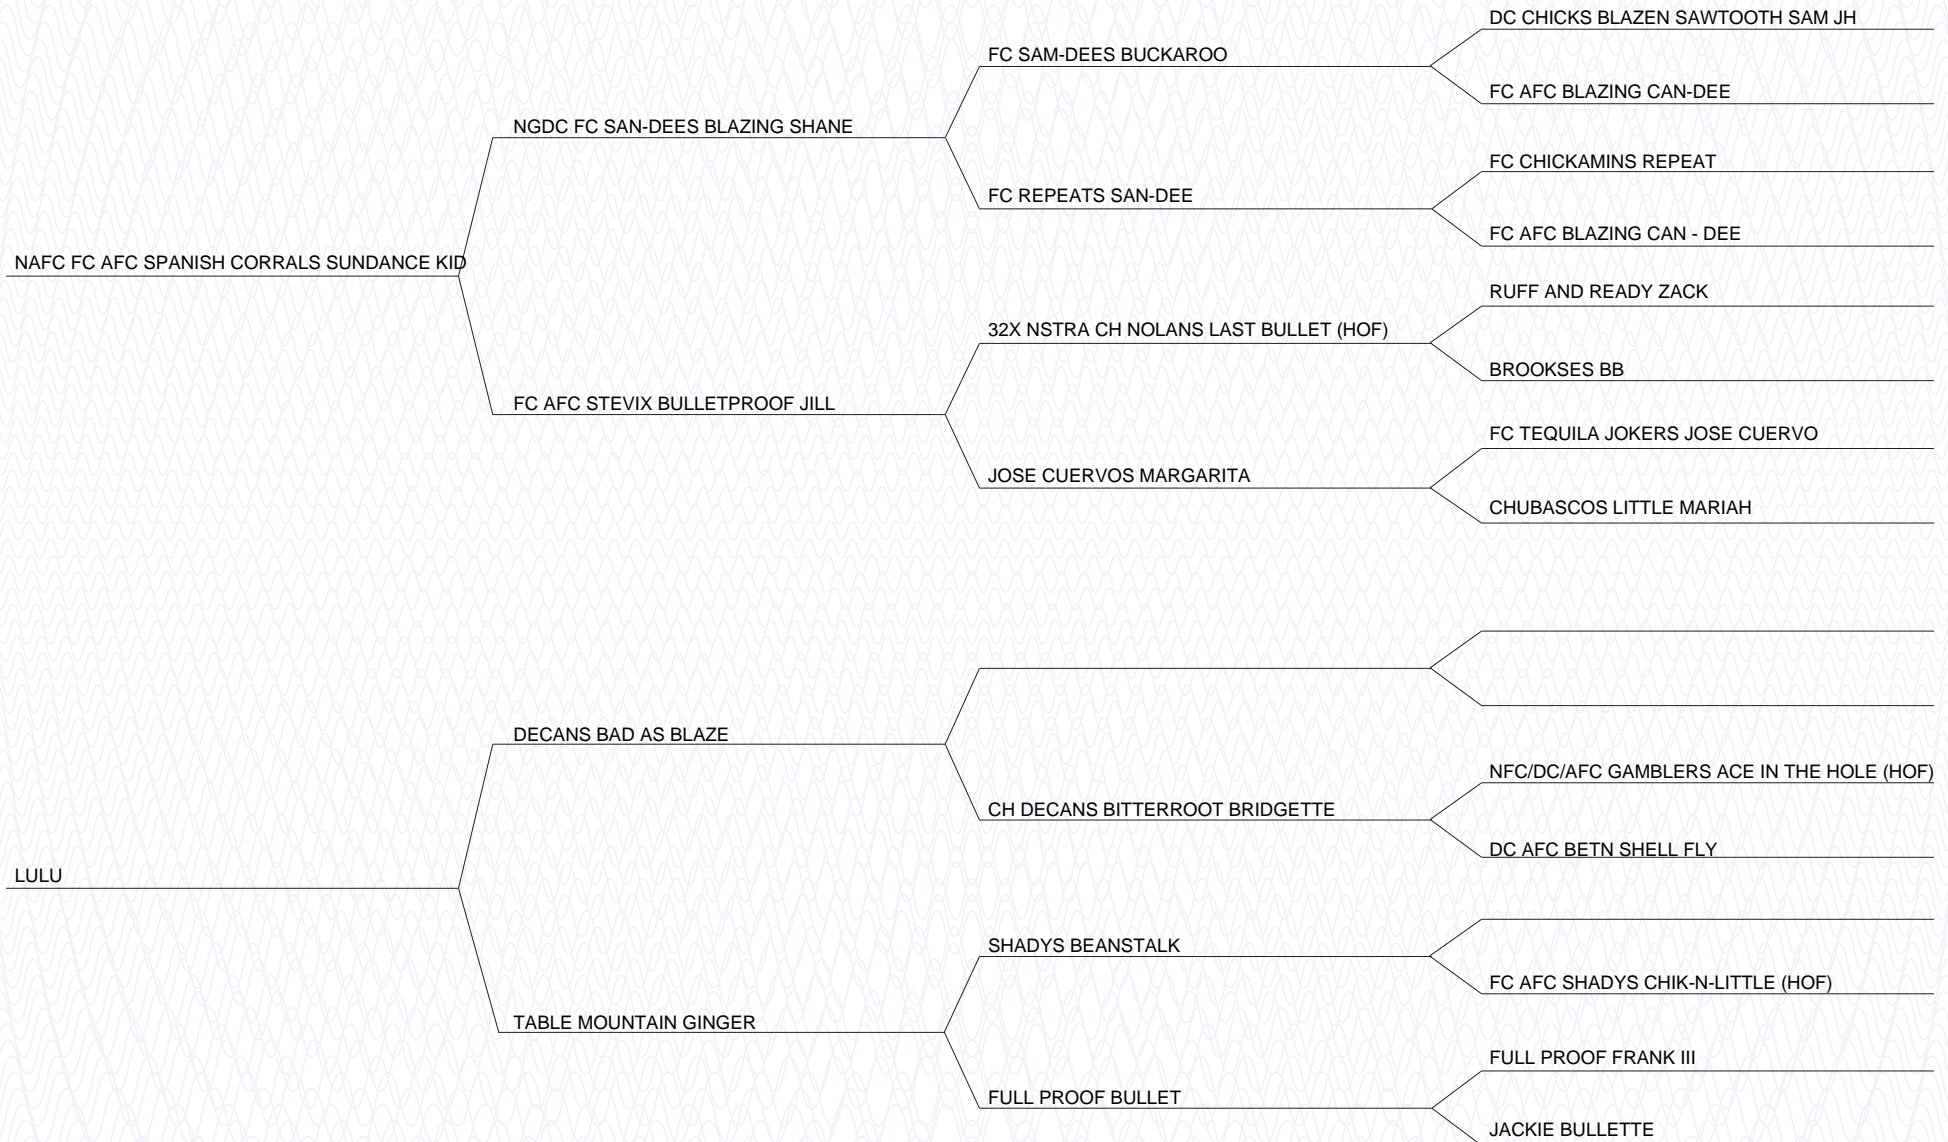 DC CHICKS BLAZEN SAWTOOTH SAM JH
FC SAM-DEES BUCKAROO
FC AFC BLAZING CAN-DEE
NGDC FC SAN-DEES BLAZING SHANE
FC CHICKAMINS REPEAT
FC REPEATS SAN-DEE
FC AFC BLAZING CAN - DEE
NAFC FC AFC SPANISH CORRALS SUNDANCE KID
RUFF AND READY ZACK
32X NSTRA CH NOLANS LAST BULLET (HOF)
BROOKSES BB
FC AFC STEVIX BULLETPROOF JILL
FC TEQUILA JOKERS JOSE CUERVO
JOSE CUERVOS MARGARITA
CHUBASCOS LITTLE MARIAH
DECANS BAD AS BLAZE
NFC/DC/AFC GAMBLERS ACE IN THE HOLE (HOF)
CH DECANS BITTERROOT BRIDGETTE
DC AFC BETN SHELL FLY
LULU
SHADYS BEANSTALK
FC AFC SHADYS CHIK-N-LITTLE (HOF)
TABLE MOUNTAIN GINGER
FULL PROOF FRANK III
FULL PROOF BULLET
JACKIE BULLETTE